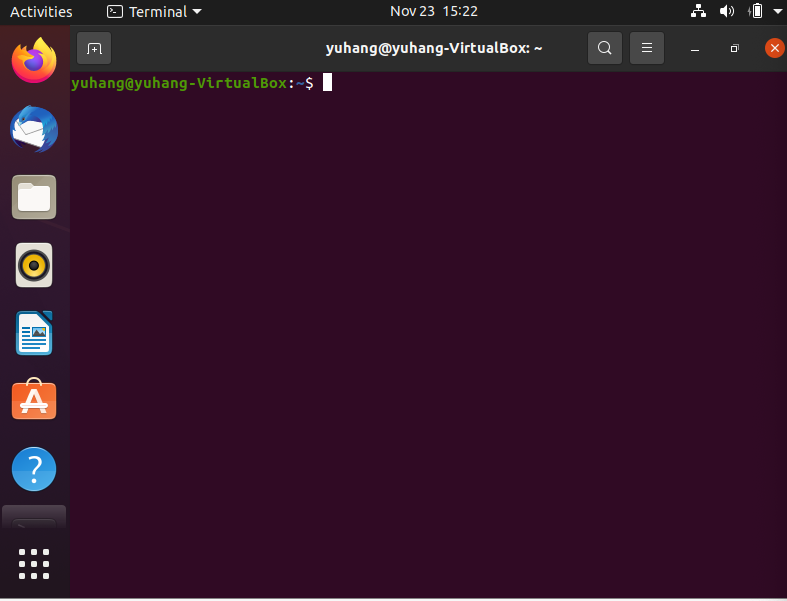 Activities Terminal Nov 23 15:22
yuhang@yuhang-VirtualBox: ~
yuhang@yuhang-VirtualBox:~$